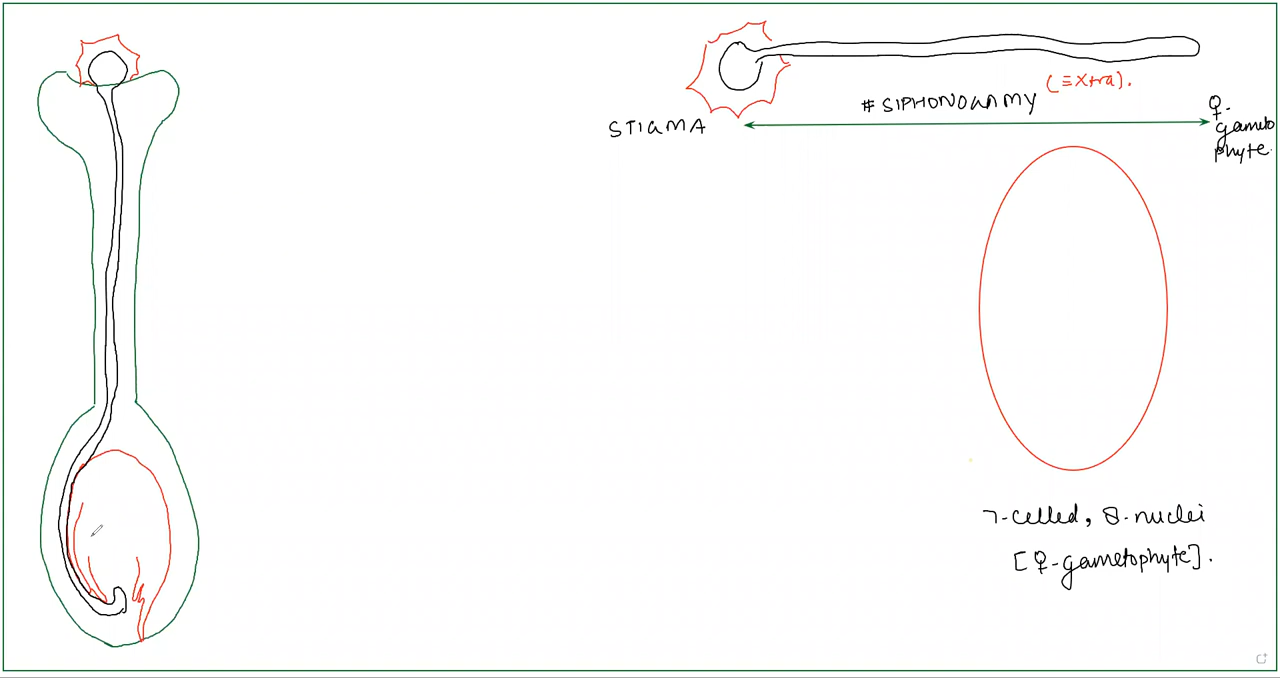 (Extra).
# SIPHONOGAMY
STIGMA
♀-
gameto
phyte.
7-celled, 8-nuclei
[♀-gametophyte].